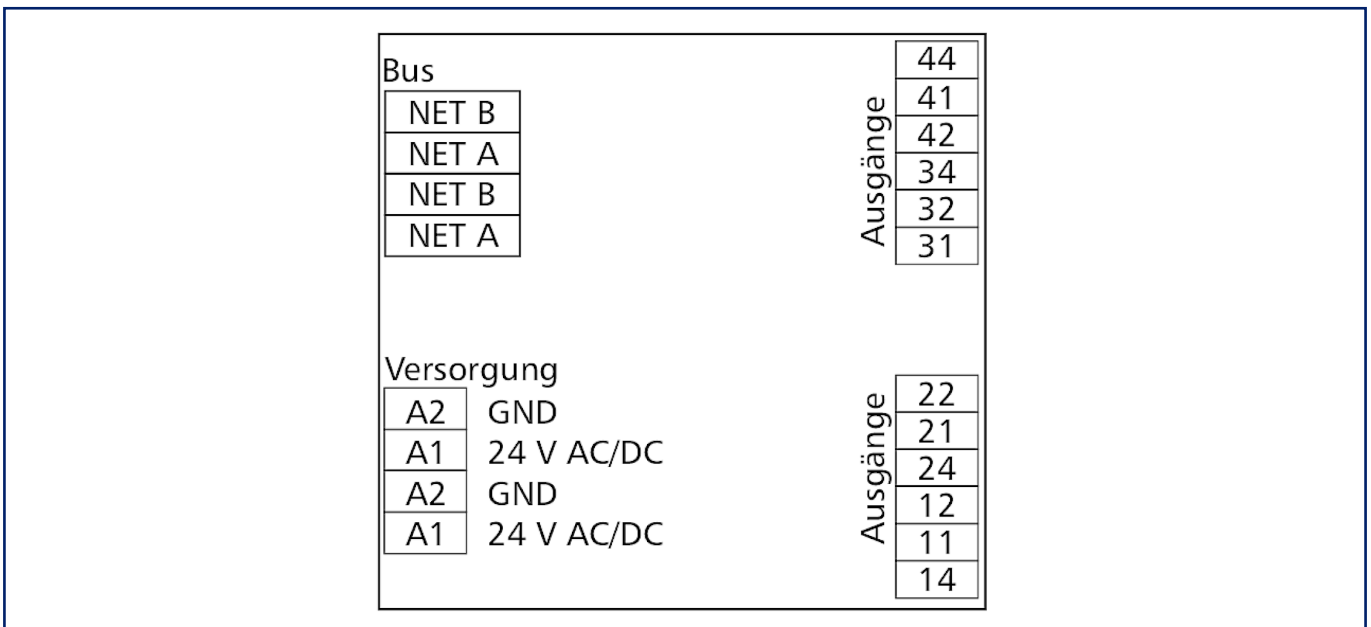 Bus
NET B
NET A
NET B
NET A
Ausgänge
44
41
42
34
32
31
Versorgung
A2 GND
A1 24 V AC/DC
A2 GND
A1 24 V AC/DC
Ausgänge
22
21
24
12
11
14